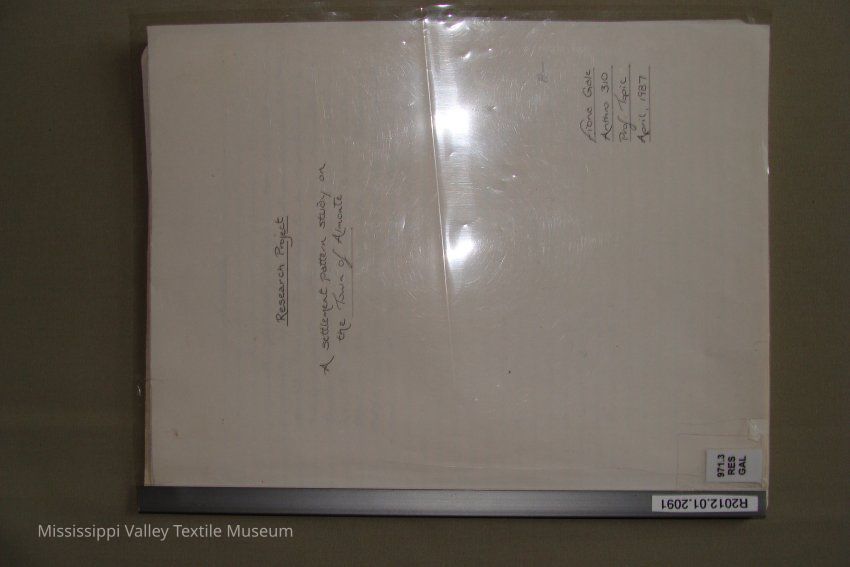 Research Project
A settlement pattern study on
the Town of Almonte
Fiona Gale
Anthro 310
Prof Topic
April, 1987
971.3
RES
GAL
R2012.01.2091
Mississippi Valley Textile Museum